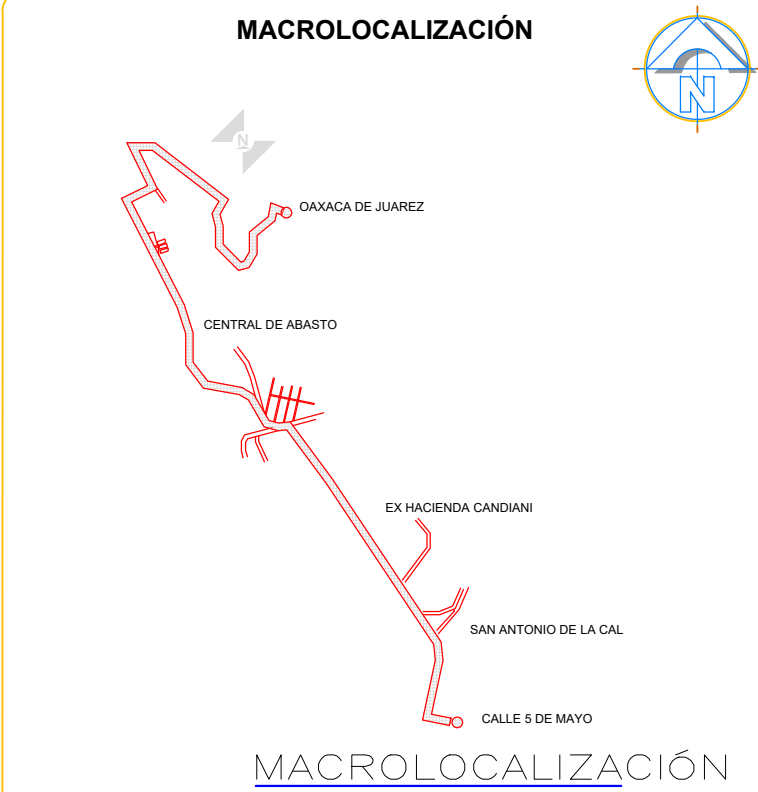 MACROLOCALIZACIÓN
N
N
OAXACA DE JUAREZ
CENTRAL DE ABASTO
EX HACIENDA CANDIANI
SAN ANTONIO DE LA CAL
CALLE 5 DE MAYO
MACROLOCALIZACIÓN